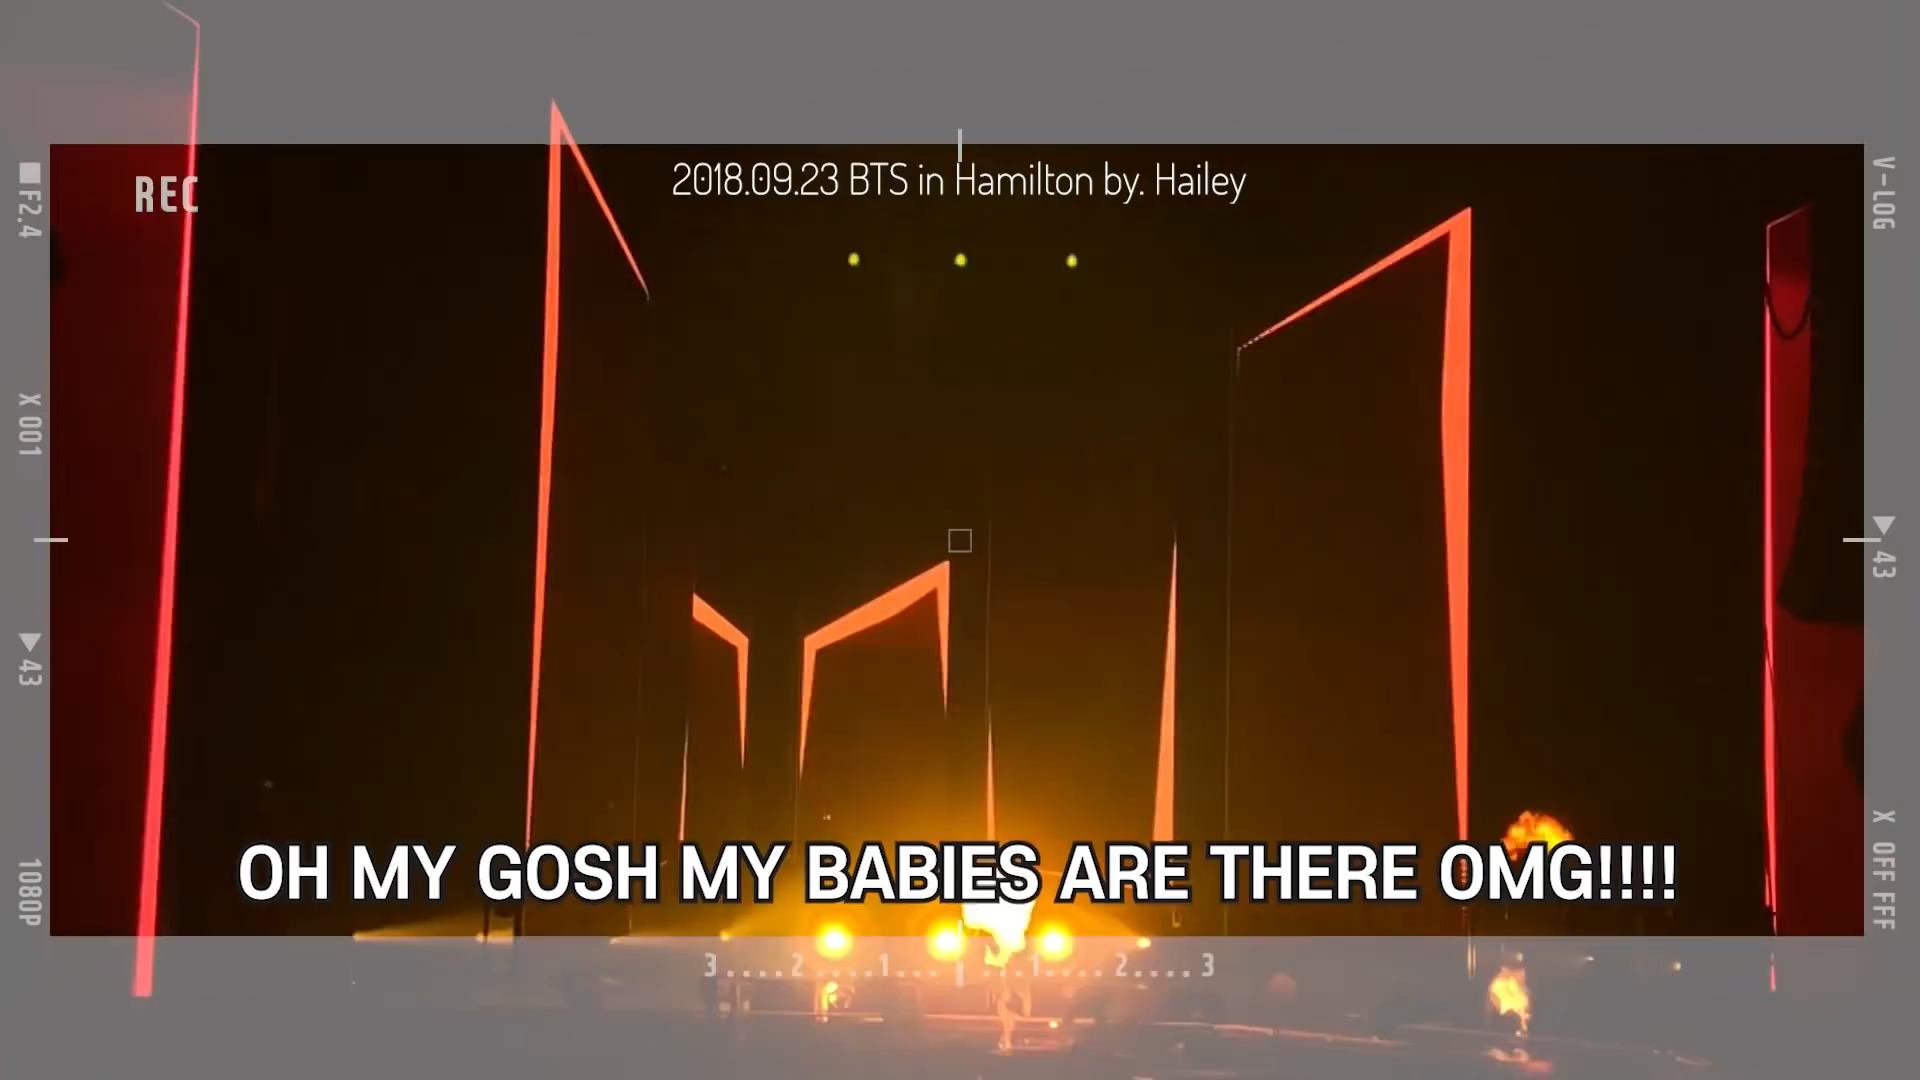 2018.09.23 BTS in Hamilton by. Hailey
REC
■F2.4
X 001
▼43
1080P
V-LOG
▼43
X OFF FFF
OH MY GOSH MY BABIES ARE THERE OMG!!!!
3....2....1... ...1....2....3